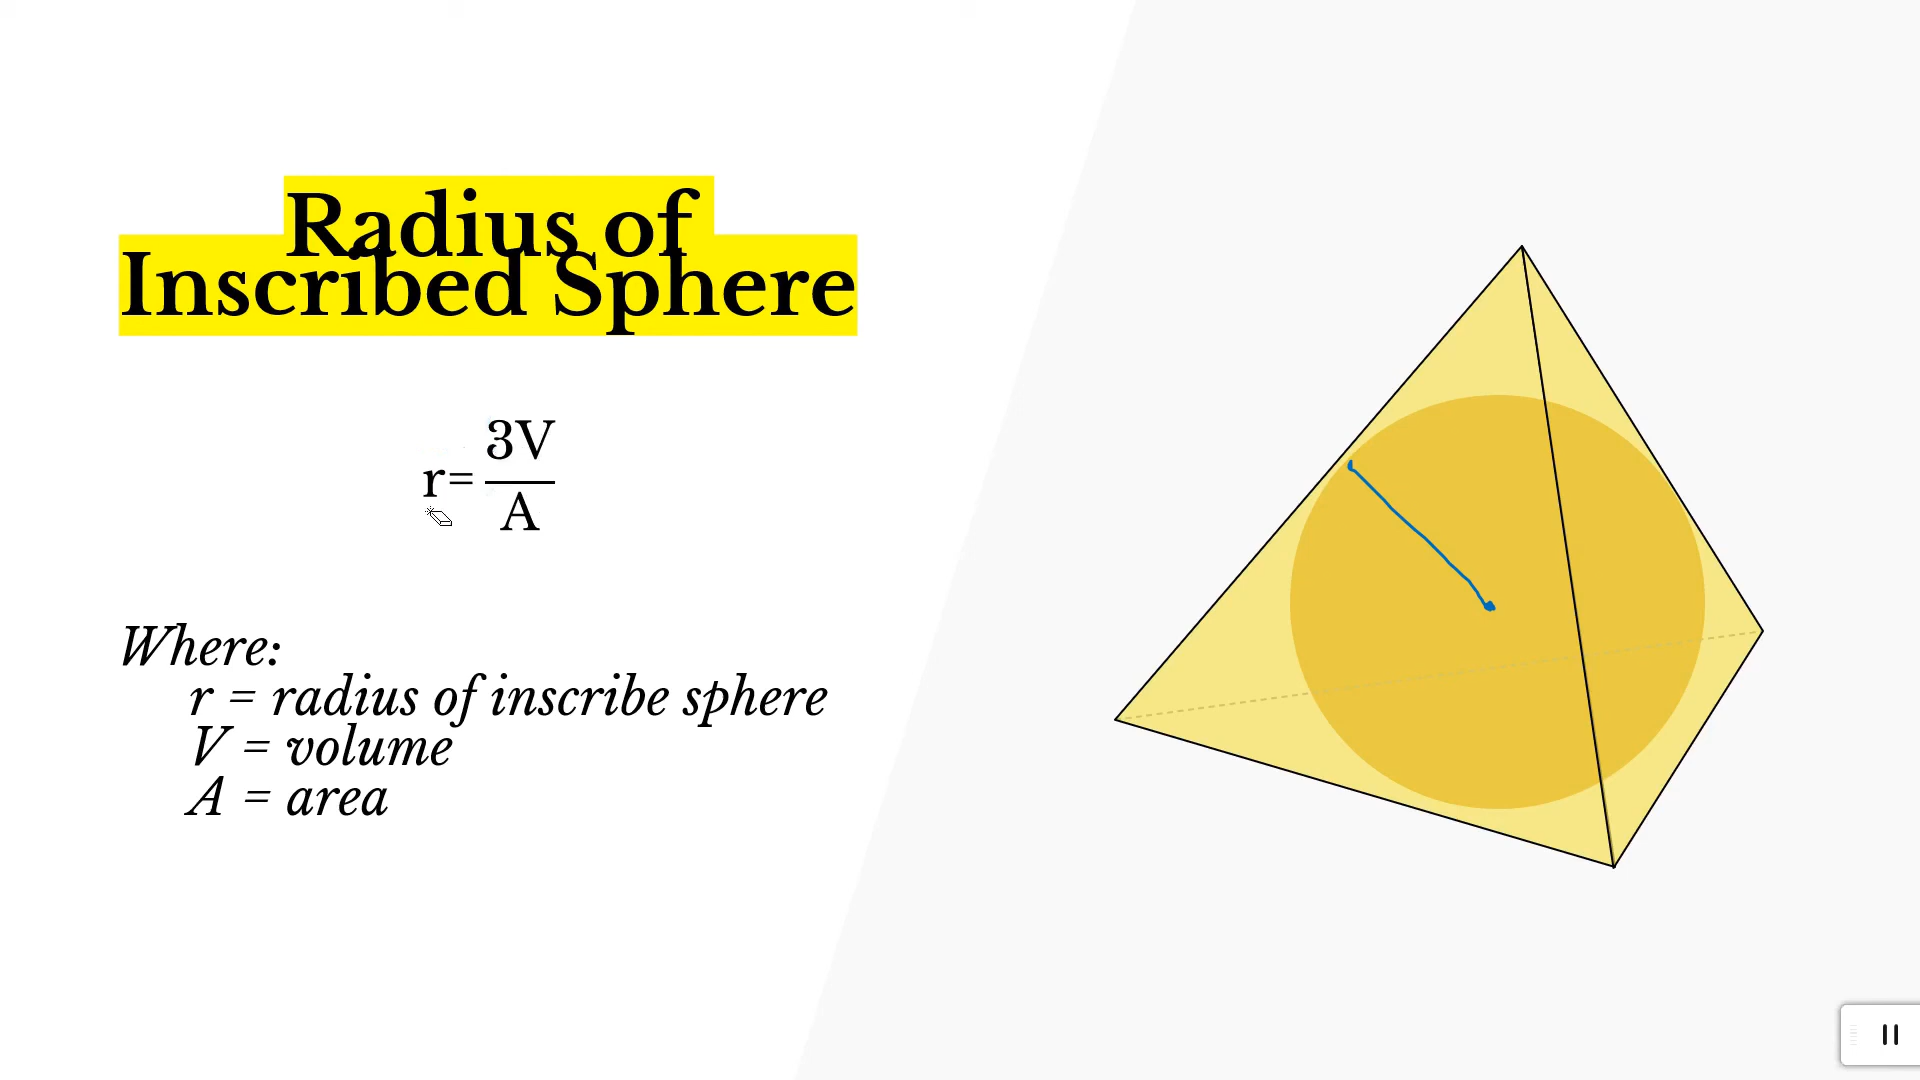 Radius of
Inscribed Sphere
r= 3V
A
Where:
r = radius of inscribe sphere
V = volume
A = area